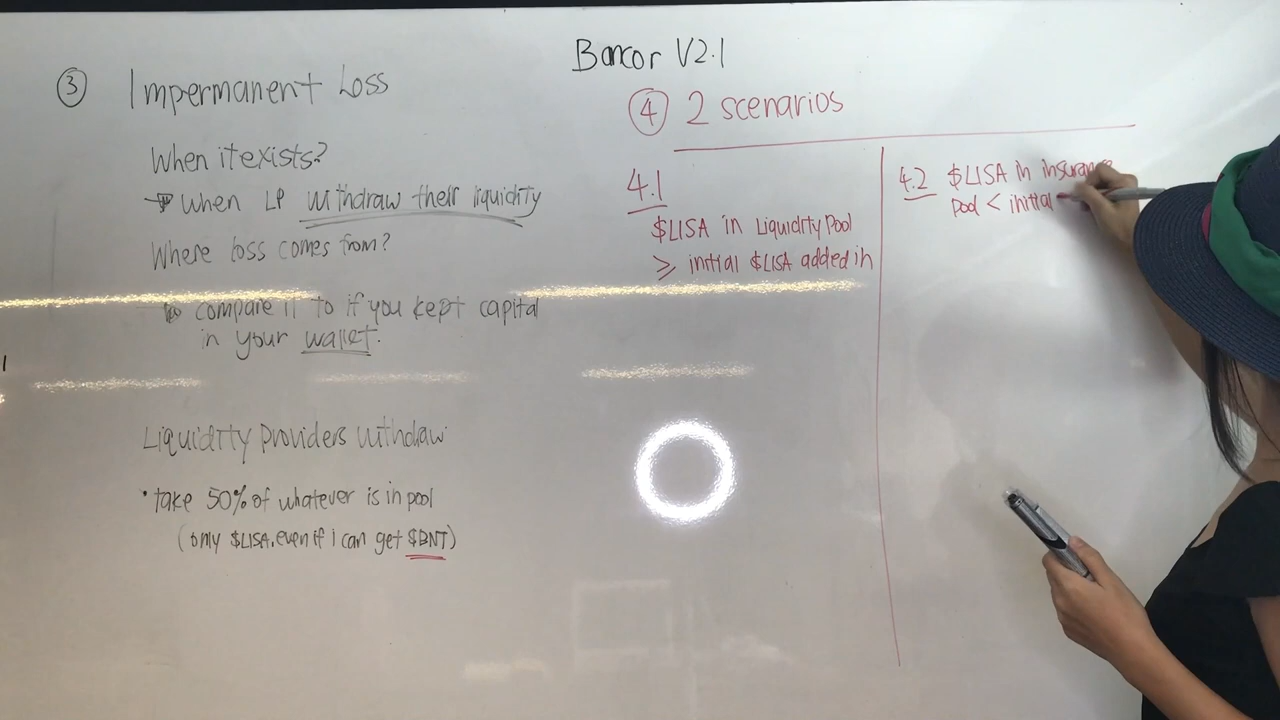 Bancor V2.1
③ Impermanent Loss
When it exists?
When LP withdraw their liquidity
Where loss comes from?
compare it to if you kept capital
in your wallet.
Liquidity Providers withdraw
• take 50% of whatever is in pool
(only $LISA, even if i can get $BNT)
④ 2 scenarios
4.1
$LISA in Liquidity Pool
≥ initial $LISA added in
4.2 $LISA in insurance
pool < initial